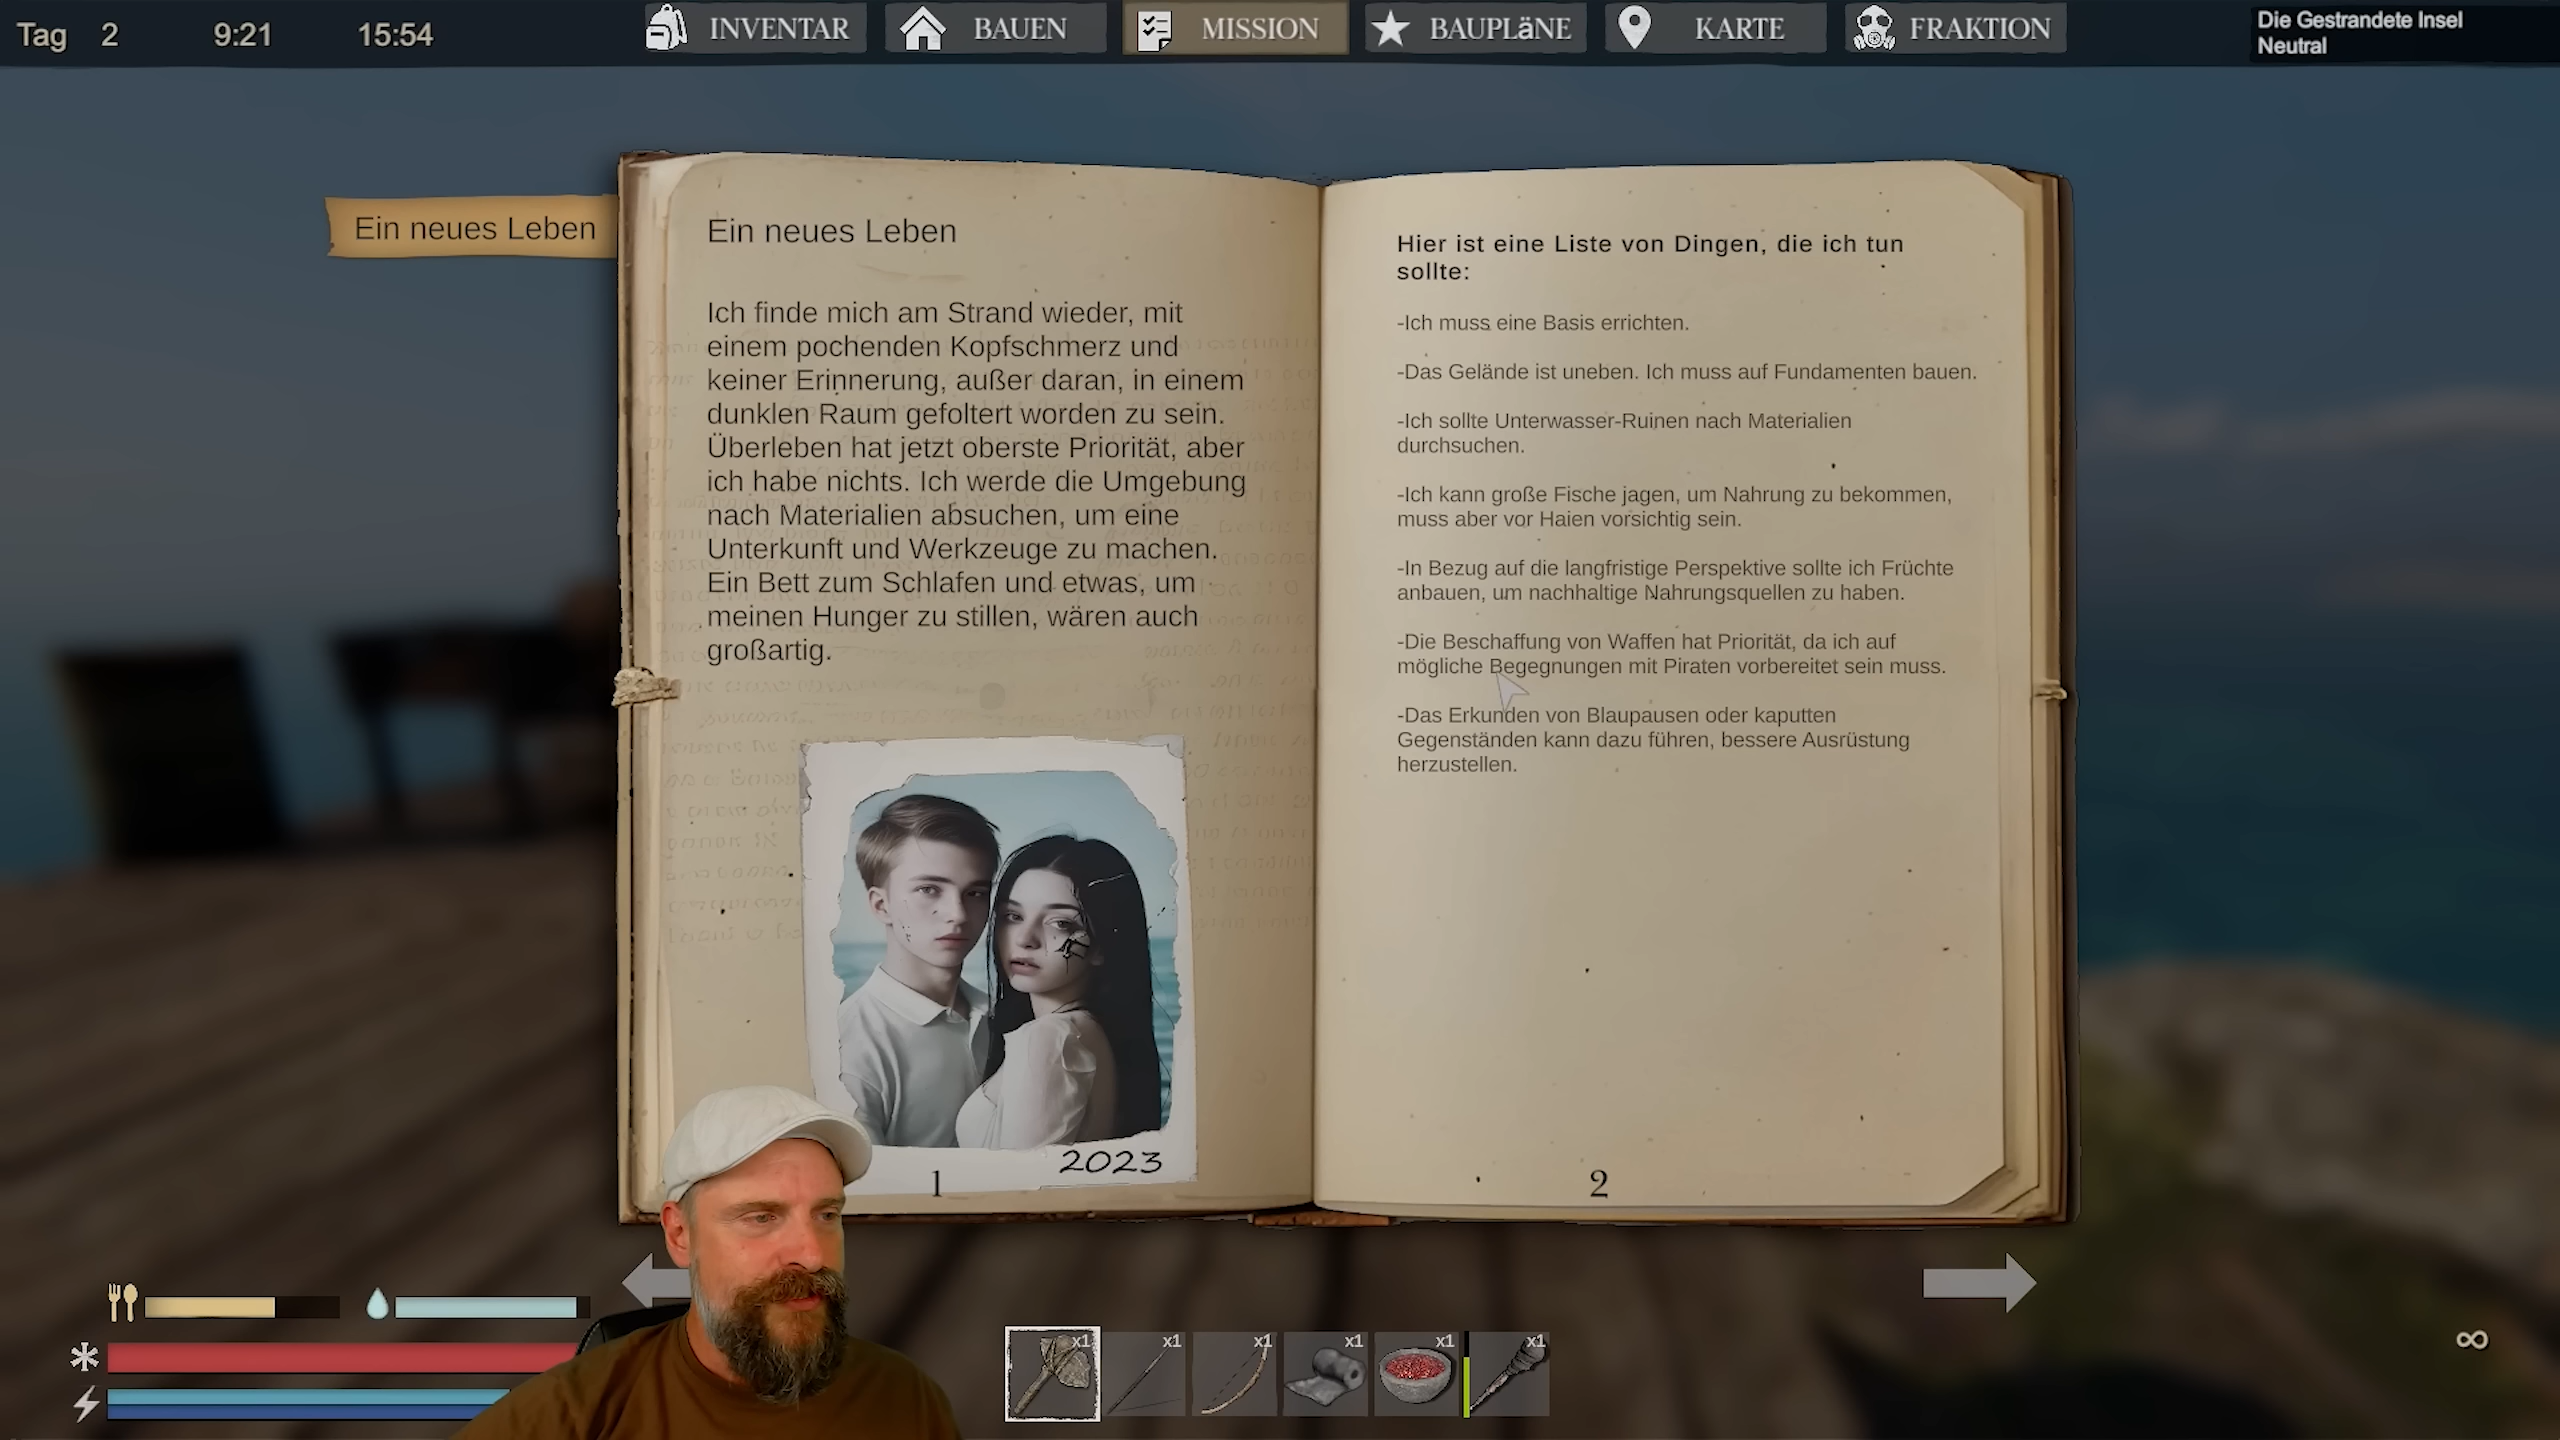 Tag 2 9:21 15:54
INVENTAR
BAUEN
MISSION
BAUPLäNE
KARTE
FRAKTION
Die Gestrandete Insel
Neutral
Ein neues Leben
Ein neues Leben
Ich finde mich am Strand wieder, mit
einem pochenden Kopfschmerz und
keiner Erinnerung, außer daran, in einem
dunklen Raum gefoltert worden zu sein.
Überleben hat jetzt oberste Priorität, aber
ich habe nichts. Ich werde die Umgebung
nach Materialien absuchen, um eine
Unterkunft und Werkzeuge zu machen.
Ein Bett zum Schlafen und etwas, um
meinen Hunger zu stillen, wären auch
großartig.
2023
1
Hier ist eine Liste von Dingen, die ich tun
sollte:
-Ich muss eine Basis errichten.
-Das Gelände ist uneben. Ich muss auf Fundamenten bauen.
-Ich sollte Unterwasser-Ruinen nach Materialien
durchsuchen.
-Ich kann große Fische jagen, um Nahrung zu bekommen,
muss aber vor Haien vorsichtig sein.
-In Bezug auf die langfristige Perspektive sollte ich Früchte
anbauen, um nachhaltige Nahrungsquellen zu haben.
-Die Beschaffung von Waffen hat Priorität, da ich auf
mögliche Begegnungen mit Piraten vorbereitet sein muss.
-Das Erkunden von Blaupausen oder kaputten
Gegenständen kann dazu führen, bessere Ausrüstung
herzustellen.
2
x1 x1 x1 x1 x1 x1
∞